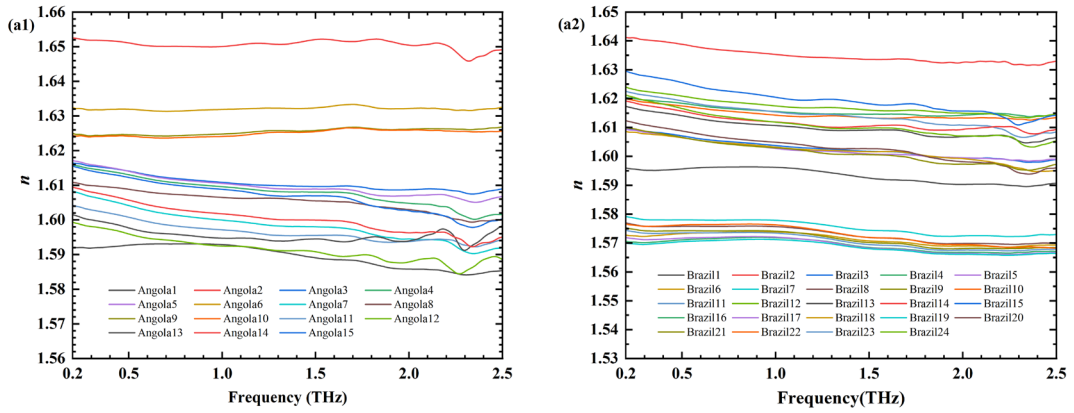 (a1)
1.66
1.65
1.64
1.63
1.62
1.61
1.60
1.59
1.58
1.57
1.56
n
Angola1 Angola2 Angola3 Angola4
Angola5 Angola6 Angola7 Angola8
Angola9 Angola10 Angola11 Angola12
Angola13 Angola14 Angola15
0.2 0.5 1.0 1.5 2.0 2.5
Frequency (THz)
(a2)
1.65
1.64
1.63
1.62
1.61
1.60
1.59
1.58
1.57
1.56
1.55
1.54
1.53
n
Brazil1 Brazil2 Brazil3 Brazil4 Brazil5
Brazil6 Brazil7 Brazil8 Brazil9 Brazil10
Brazil11 Brazil12 Brazil13 Brazil14 Brazil15
Brazil16 Brazil17 Brazil18 Brazil19 Brazil20
Brazil21 Brazil22 Brazil23 Brazil24
0.2 0.5 1.0 1.5 2.0 2.5
Frequency(THz)